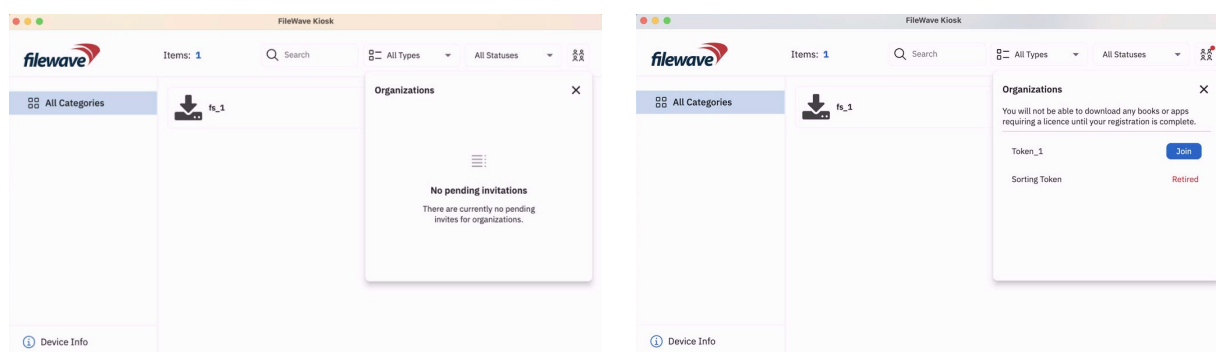 FileWave Kiosk
filewave
Items: 1
Search
All Types
All Statuses
All Categories
fs_1
Organizations
No pending invitations
There are currently no pending
invites for organizations.
Device Info
FileWave Kiosk
filewave
Items: 1
Search
All Types
All Statuses
All Categories
fs_1
Organizations
You will not be able to download any books or apps
requiring a licence until your registration is complete.
Token_1 Join
Sorting Token Retired
Device Info